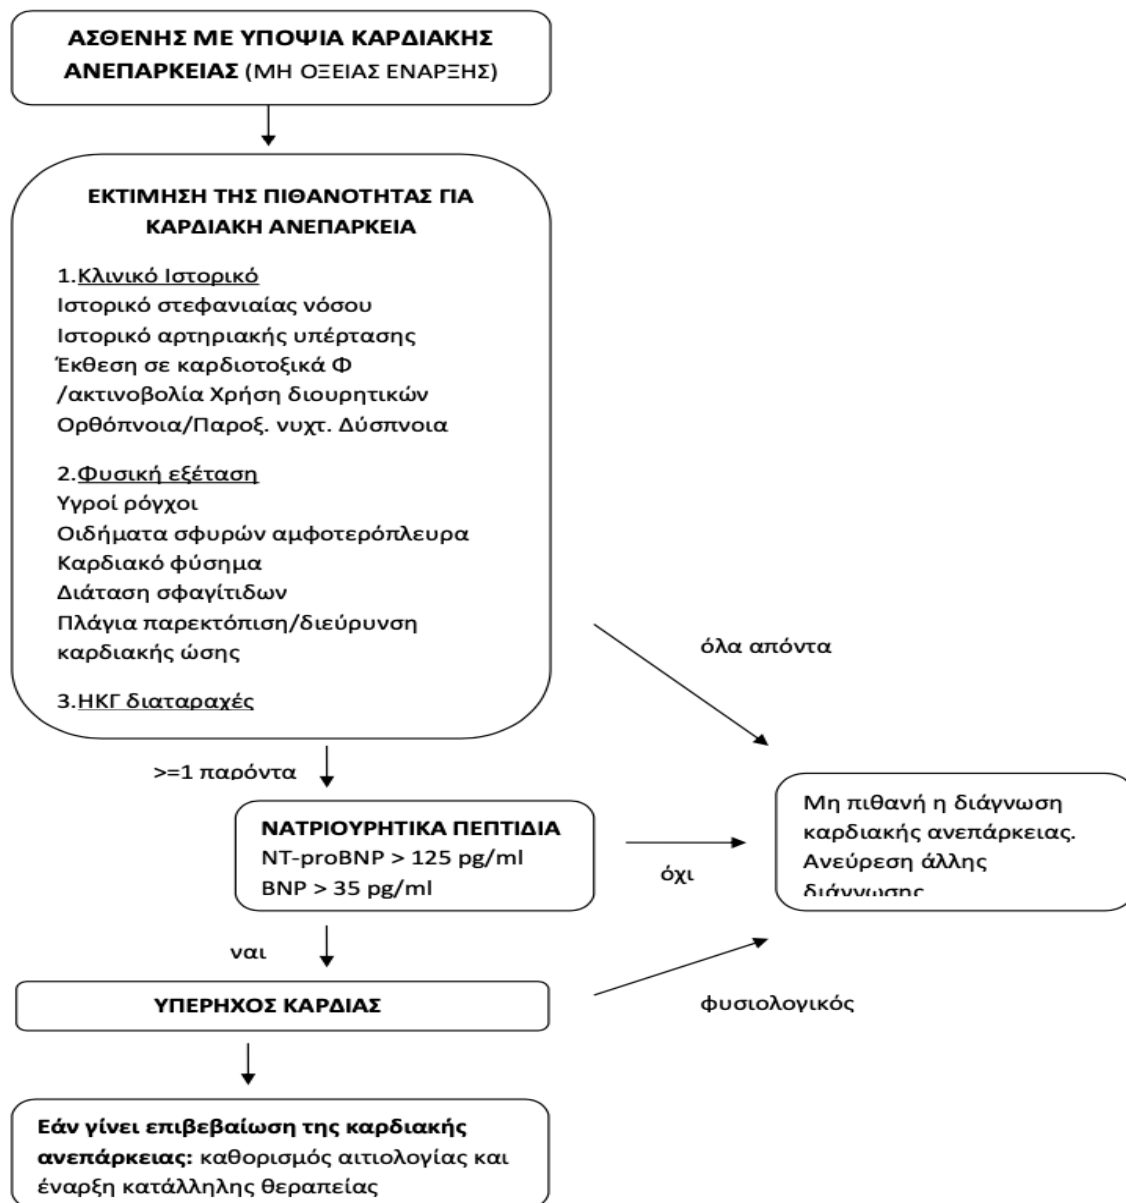 ΑΣΘΕΝΗΣ ΜΕ ΥΠΟΨΙΑ ΚΑΡΔΙΑΚΗΣ
ΑΝΕΠΑΡΚΕΙΑΣ (ΜΗ ΟΞΕΙΑΣ ΕΝΑΡΞΗΣ)
ΕΚΤΙΜΗΣΗ ΤΗΣ ΠΙΘΑΝΟΤΗΤΑΣ ΓΙΑ
ΚΑΡΔΙΑΚΗ ΑΝΕΠΑΡΚΕΙΑ
1.Κλινικό Ιστορικό
Ιστορικό στεφανιαίας νόσου
Ιστορικό αρτηριακής υπέρτασης
Έκθεση σε καρδιοτοξικά Φ
/ακτινοβολία Χρήση διουρητικών
Ορθόπνοια/Παροξ. νυχτ. Δύσπνοια
2.Φυσική εξέταση
Υγροί ρόγχοι
Οιδήματα σφυρών αμφοτερόπλευρα
Καρδιακό φύσημα
Διάταση σφαγίτιδων
Πλάγια παρεκτόπιση/διεύρυνση
καρδιακής ώσης
3.ΗΚΓ διαταραχές
όλα απόντα
>=1 παρόντα
ΝΑΤΡΙΟΥΡΗΤΙΚΑ ΠΕΠΤΙΔΙΑ
NT-proBNP > 125 pg/ml
BNP > 35 pg/ml
όχι
Μη πιθανή η διάγνωση
καρδιακής ανεπάρκειας.
Ανεύρεση άλλης
διάγνωσης
ναι
ΥΠΕΡΗΧΟΣ ΚΑΡΔΙΑΣ
φυσιολογικός
Εάν γίνει επιβεβαίωση της καρδιακής
ανεπάρκειας: καθορισμός αιτιολογίας και
έναρξη κατάλληλης θεραπείας